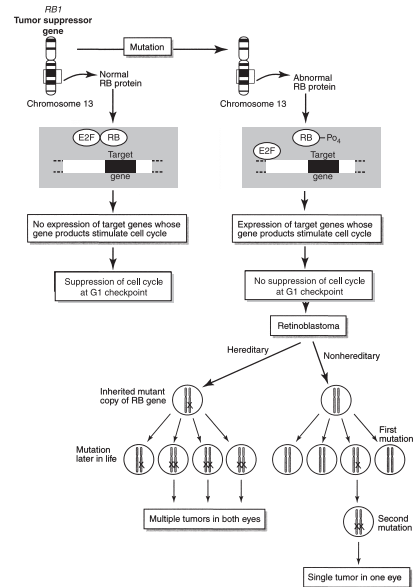 RB1
Tumor suppressor
gene
Mutation
Normal
RB protein
Abnormal
RB protein
Chromosome 13
Chromosome 13
E2F
RB
Target
gene
RB
Po4
E2F
Target
gene
No expression of target genes whose
gene products stimulate cell cycle
Expression of target genes whose
gene products stimulate cell cycle
Suppression of cell cycle
at G1 checkpoint
No suppression of cell cycle
at G1 checkpoint
Retinoblastoma
Hereditary
Nonhereditary
Inherited mutant
copy of RB gene
x
First
mutation
Mutation
later in life
x
xx
xx
xx
x
Multiple tumors in both eyes
xx
Second
mutation
Single tumor in one eye